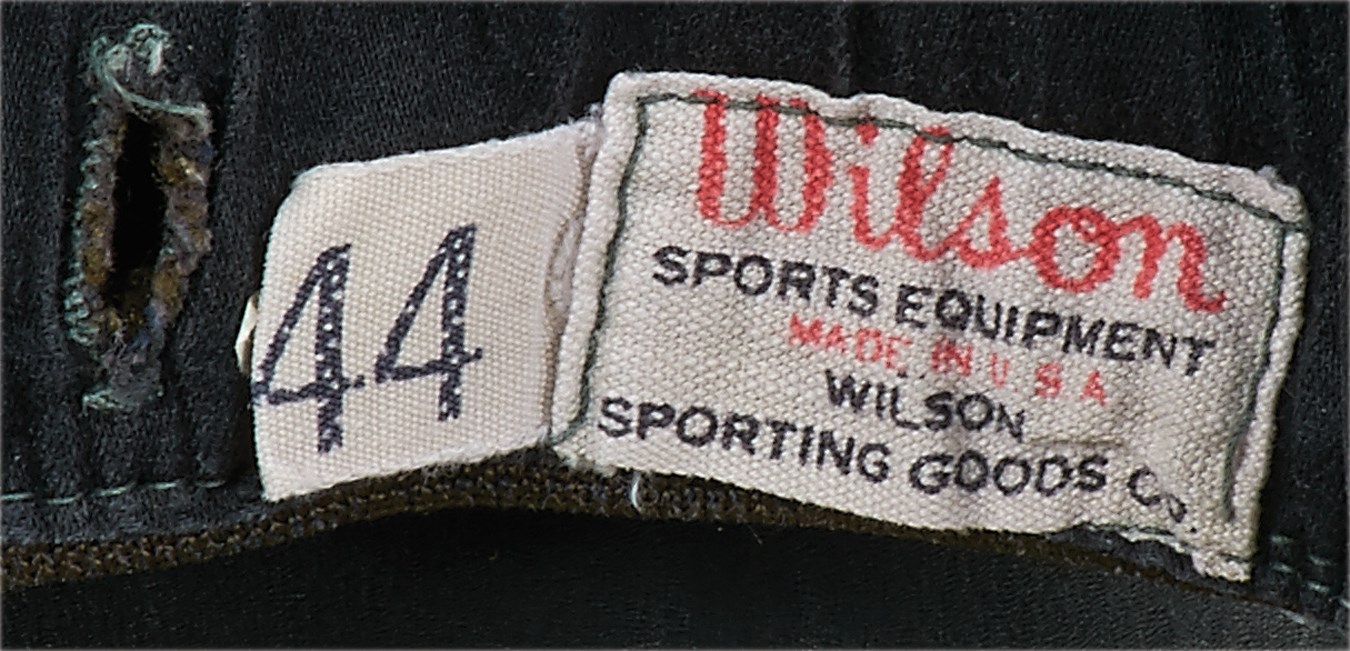 44
Wilson
SPORTS EQUIPMENT
MADE IN U S A
WILSON
SPORTING GOODS Co.